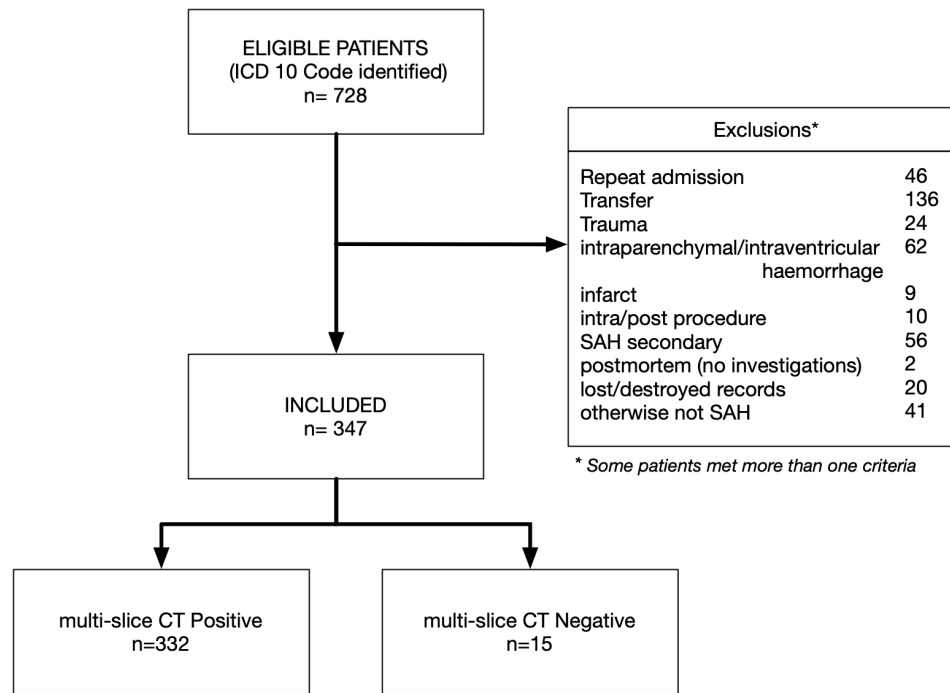 ELIGIBLE PATIENTS
(ICD 10 Code identified)
n= 728
Exclusions*
Repeat admission 46
Transfer 136
Trauma 24
intraparenchymal/intraventricular 62
haemorrhage
infarct 9
intra/post procedure 10
SAH secondary 56
postmortem (no investigations) 2
lost/destroyed records 20
otherwise not SAH 41
* Some patients met more than one criteria
INCLUDED
n= 347
multi-slice CT Positive
n=332
multi-slice CT Negative
n=15